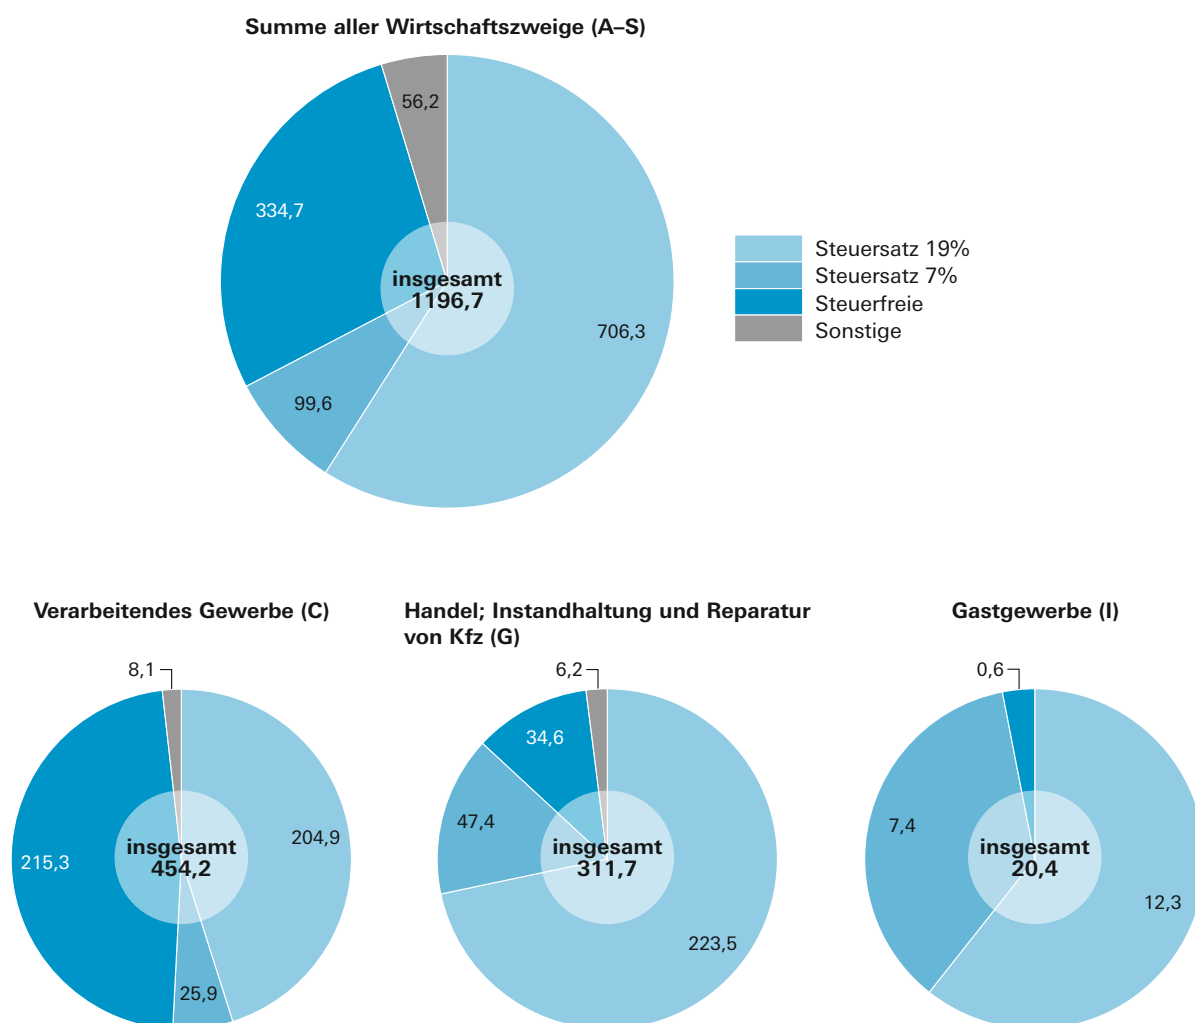 Summe aller Wirtschaftszweige (A–S)
56,2
334,7
insgesamt
1196,7
706,3
99,6
Steuersatz 19%
Steuersatz 7%
Steuerfreie
Sonstige
Verarbeitendes Gewerbe (C)
8,1
204,9
insgesamt
454,2
215,3
25,9
Handel; Instandhaltung und Reparatur
von Kfz (G)
6,2
34,6
47,4
insgesamt
311,7
223,5
Gastgewerbe (I)
0,6
7,4
insgesamt
20,4
12,3